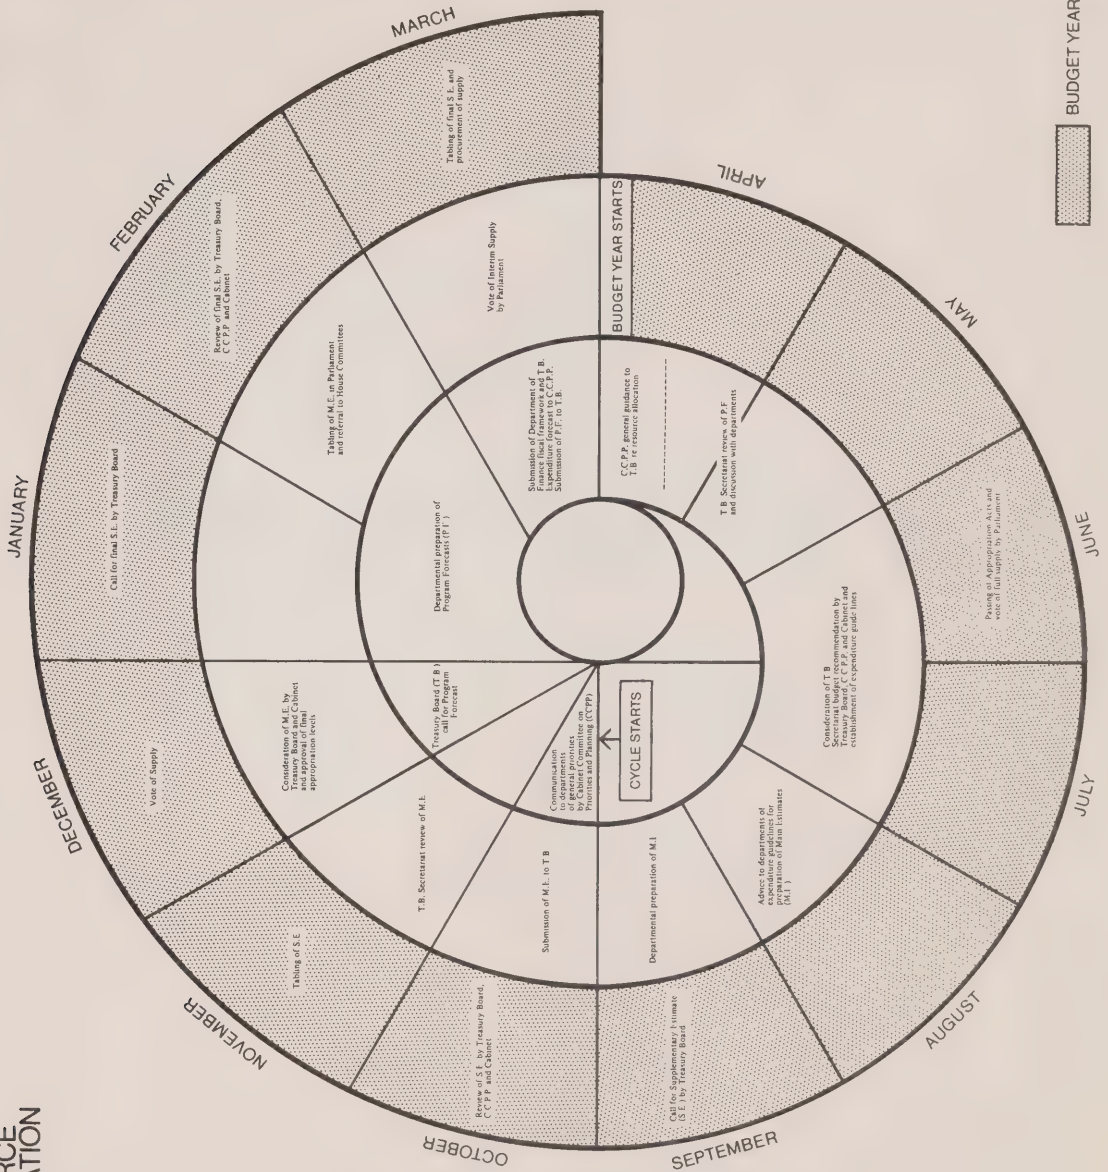 JANUARY
FEBRUARY
MARCH
APRIL
MAY
JUNE
JULY
AUGUST
SEPTEMBER
OCTOBER
NOVEMBER
DECEMBER
CYCLE STARTS
Communication
to departments
of general priorities
by Cabinet Committee on
Priorities and Planning (CCPP)
Treasury Board (T B )
call for Program
Forecast
Departmental preparation of
Program Forecasts (P F )
Submission of Department of
Finance fiscal framework and T B.
Expenditure forecast to C.C.P.P.
Submission of P.F. to T.B.
C.C.P.P. general guidance to
T.B re resource allocation
T B Secretariat review of P.F
and discussion with departments
Consideration of T B
Secretariat budget recommendation by
Treasury Board, C C P P. and Cabinet and
establishment of expenditure guide lines
Advice to departments of
expenditure guidelines for
preparation of Main Estimates
(M.E )
Departmental preparation of M.E
Submission of M.E. to T B
T.B. Secretariat review of M.E
Consideration of M.E. by
Treasury Board and Cabinet
and approval of final
appropriation levels
Tabling of M.E. in Parliament
and referral to House Committees
Vote of Interim Supply
by Parliament
BUDGET YEAR STARTS
Passing of Appropriation Acts and
vote of full supply by Parliament
Call for Supplementary Estimate
(S E ) by Treasury Board
Review of S E by Treasury Board,
C C P P. and Cabinet
Tabling of S.E
Vote of Supply
Call for final S.E. by Treasury Board
Review of final S.E. by Treasury Board,
C C P.P and Cabinet
Tabling of final S E. and
procurement of supply
BUDGET YEAR